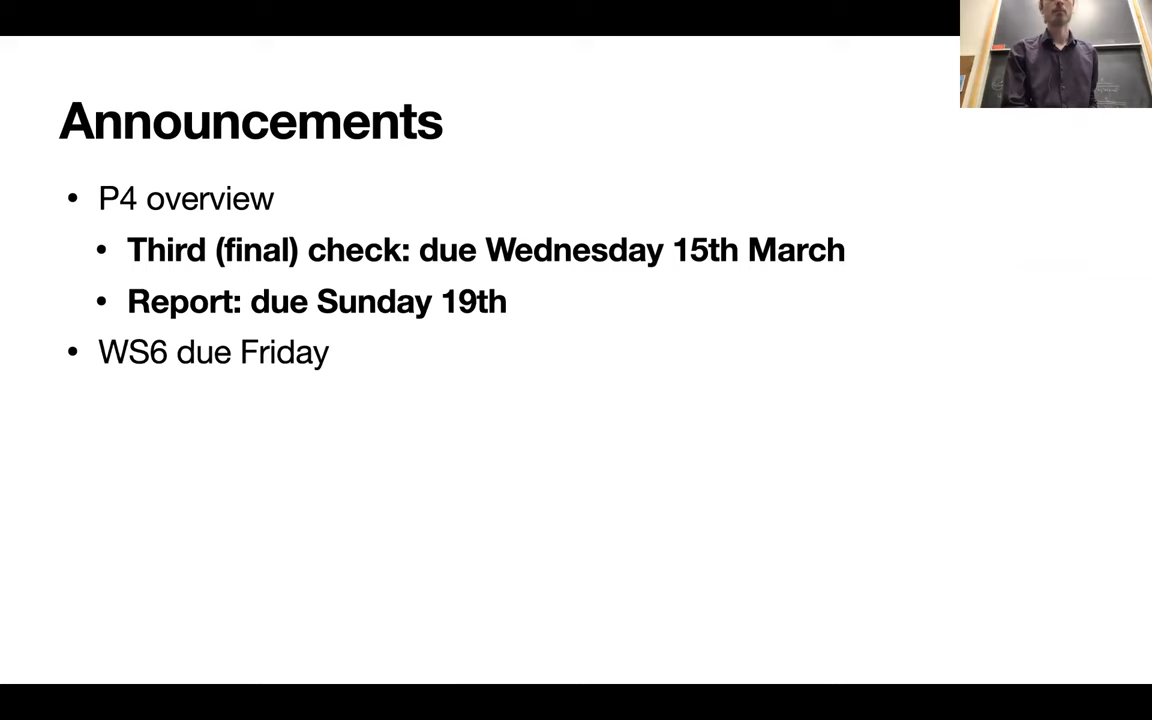 Announcements
• P4 overview
• Third (final) check: due Wednesday 15th March
• Report: due Sunday 19th
• WS6 due Friday